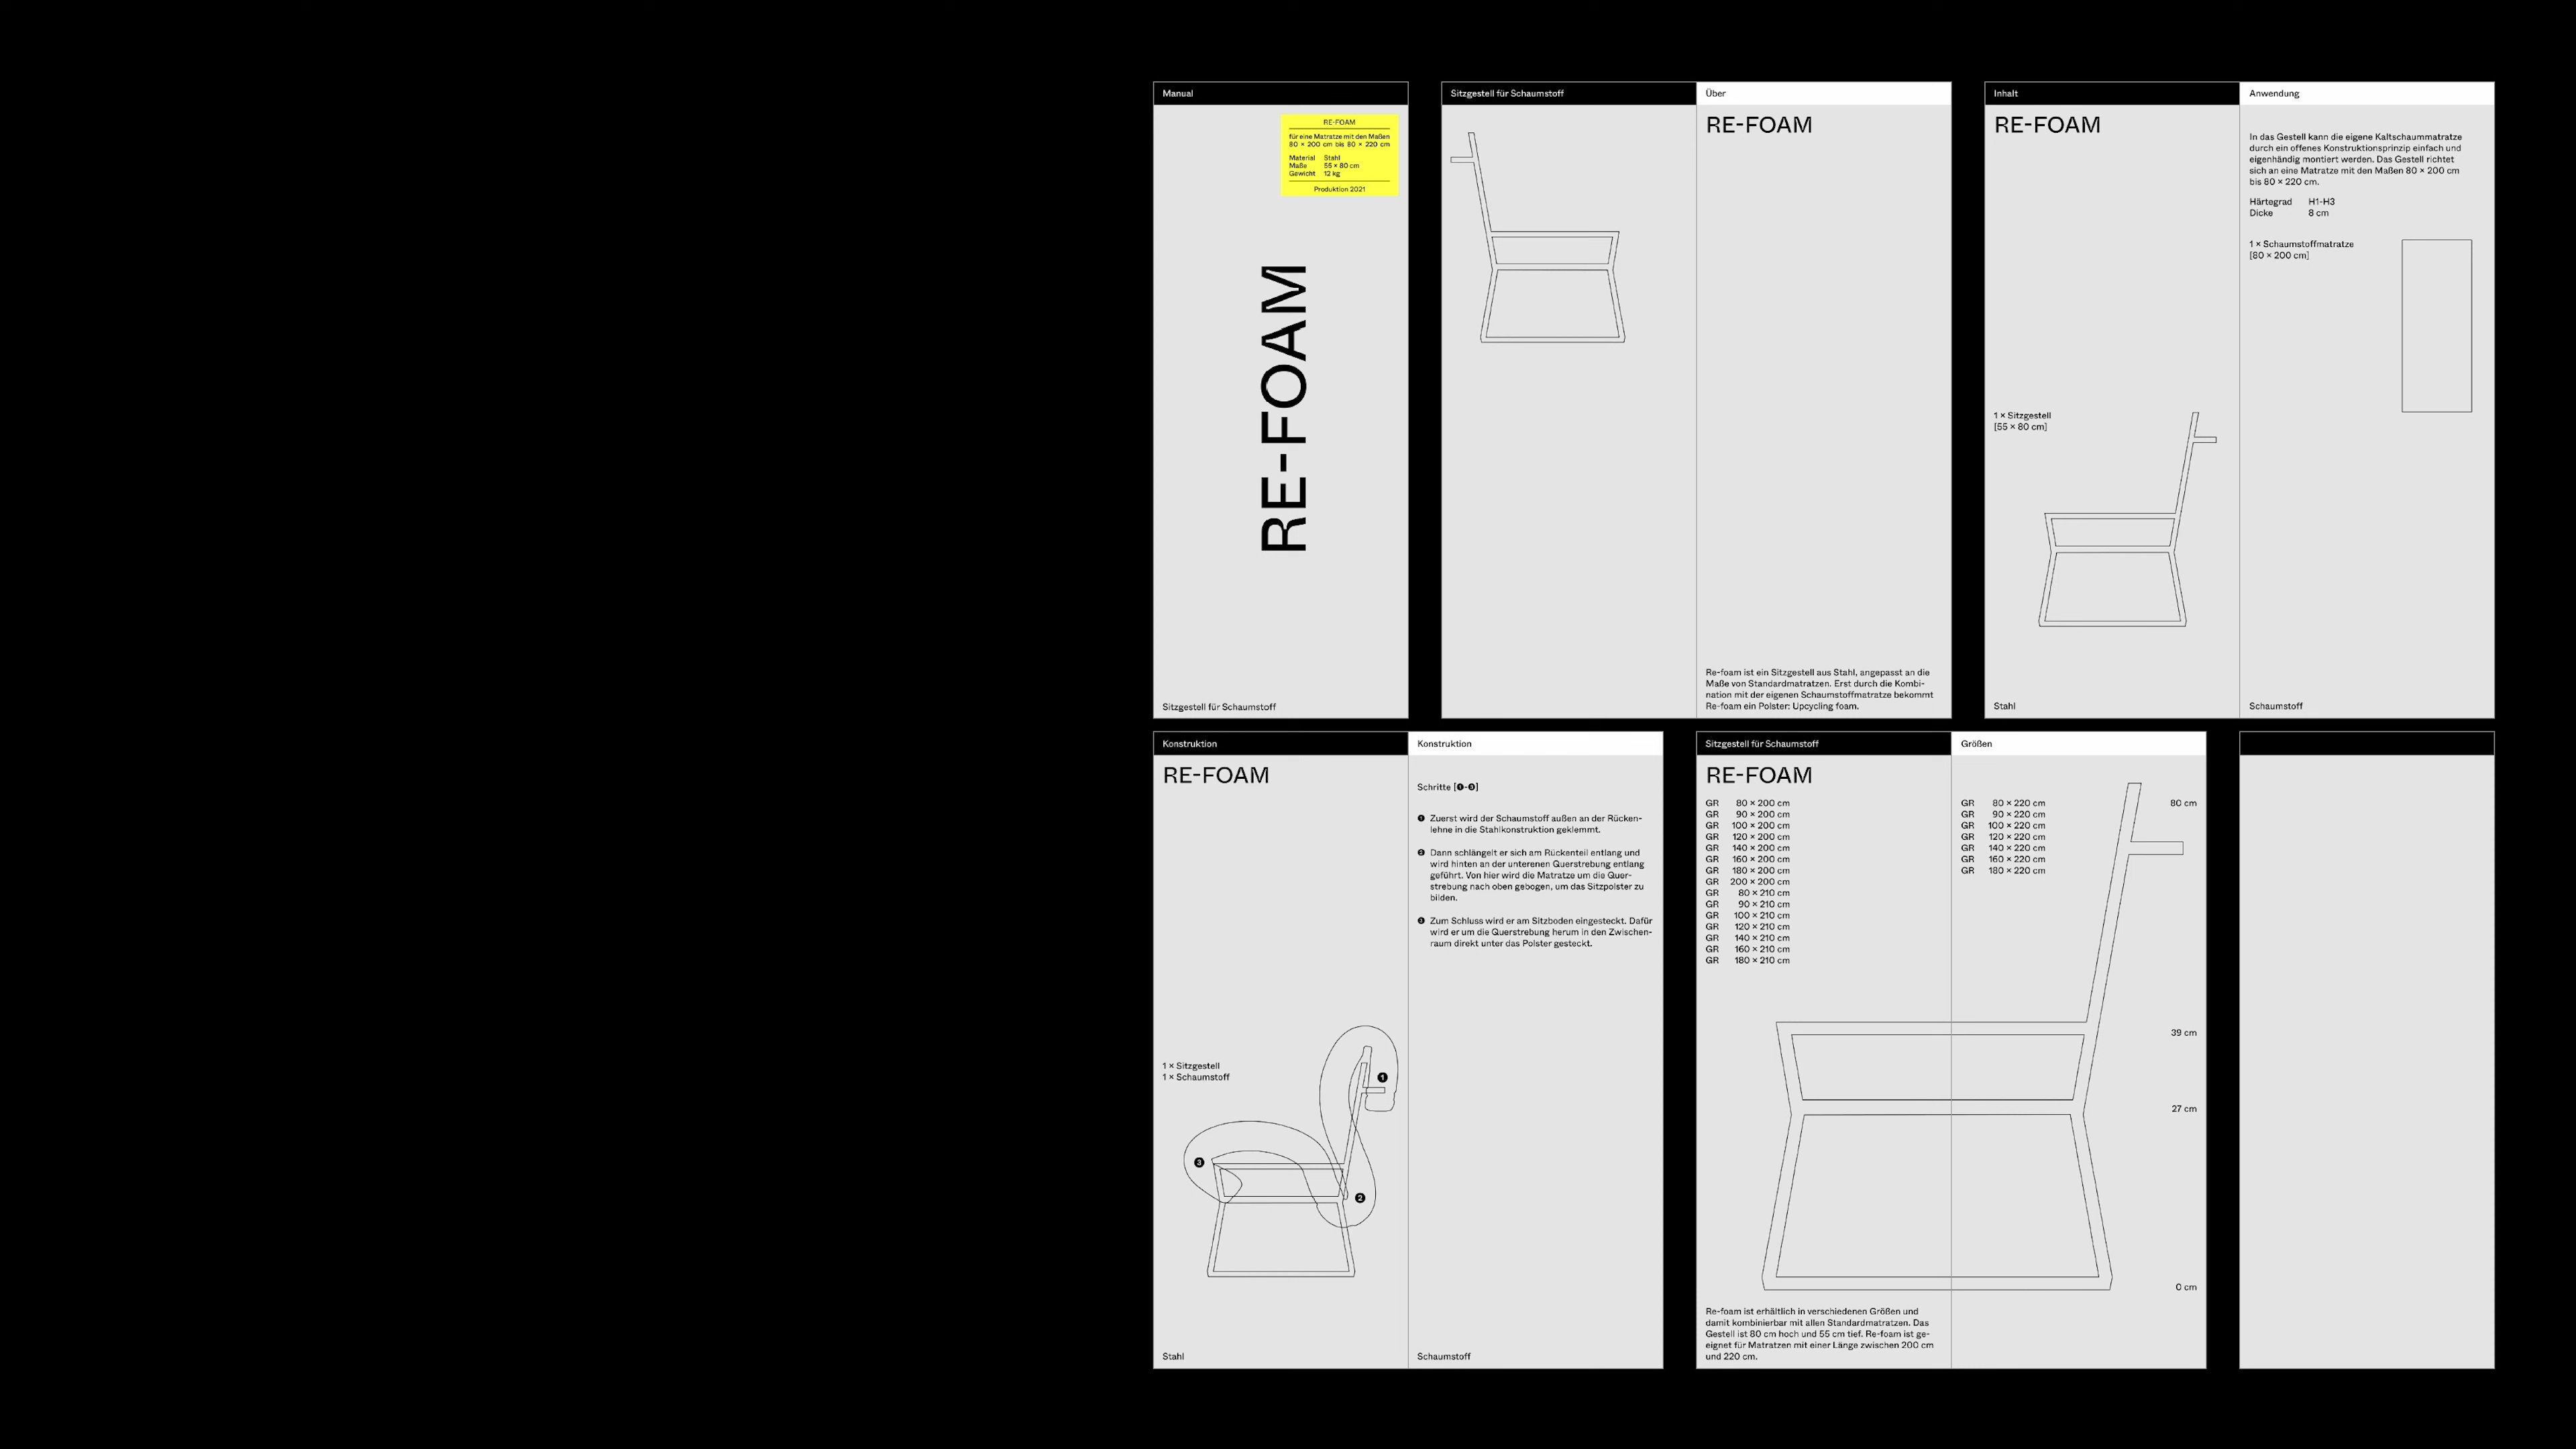 Manual
RE-FOAM
für eine Matratze mit den Maßen
80 × 200 cm bis 80 × 220 cm
Material Stahl
Maße 55 × 80 cm
Gewicht 12 kg
Produktion 2021
RE-FOAM
Sitzgestell für Schaumstoff
Sitzgestell für Schaumstoff
Über
RE-FOAM
Re-foam ist ein Sitzgestell aus Stahl, angepasst an die
Maße von Standardmatratzen. Erst durch die Kombi-
nation mit der eigenen Schaumstoffmatratze bekommt
Re-foam ein Polster: Upcycling foam.
Inhalt
RE-FOAM
1 × Sitzgestell
[55 × 80 cm]
Stahl
Anwendung
In das Gestell kann die eigene Kaltschaummatratze
durch ein offenes Konstruktionsprinzip einfach und
eigenhändig montiert werden. Das Gestell richtet
sich an eine Matratze mit den Maßen 80 × 200 cm
bis 80 × 220 cm.
Härtegrad H1-H3
Dicke 8 cm
1 × Schaumstoffmatratze
[80 × 200 cm]
Schaumstoff
Konstruktion
RE-FOAM
1 × Sitzgestell
1 × Schaumstoff
1
3
2
Stahl
Konstruktion
Schritte [❶-❸]
❶ Zuerst wird der Schaumstoff außen an der Rücken-
lehne in die Stahlkonstruktion geklemmt.
❷ Dann schlängelt er sich am Rückenteil entlang und
wird hinten an der unterenen Querstrebung entlang
geführt. Von hier wird die Matratze um die Quer-
strebung nach oben gebogen, um das Sitzpolster zu
bilden.
❸ Zum Schluss wird er am Sitzboden eingesteckt. Dafür
wird er um die Querstrebung herum in den Zwischen-
raum direkt unter das Polster gesteckt.
Schaumstoff
Sitzgestell für Schaumstoff
RE-FOAM
GR 80 × 200 cm
GR 90 × 200 cm
GR 100 × 200 cm
GR 120 × 200 cm
GR 140 × 200 cm
GR 160 × 200 cm
GR 180 × 200 cm
GR 200 × 200 cm
GR 80 × 210 cm
GR 90 × 210 cm
GR 100 × 210 cm
GR 120 × 210 cm
GR 140 × 210 cm
GR 160 × 210 cm
GR 180 × 210 cm
Re-foam ist erhältlich in verschiedenen Größen und
damit kombinierbar mit allen Standardmatratzen. Das
Gestell ist 80 cm hoch und 55 cm tief. Re-foam ist ge-
eignet für Matratzen mit einer Länge zwischen 200 cm
und 220 cm.
Größen
GR 80 × 220 cm
GR 90 × 220 cm
GR 100 × 220 cm
GR 120 × 220 cm
GR 140 × 220 cm
GR 160 × 220 cm
GR 180 × 220 cm
80 cm
39 cm
27 cm
0 cm